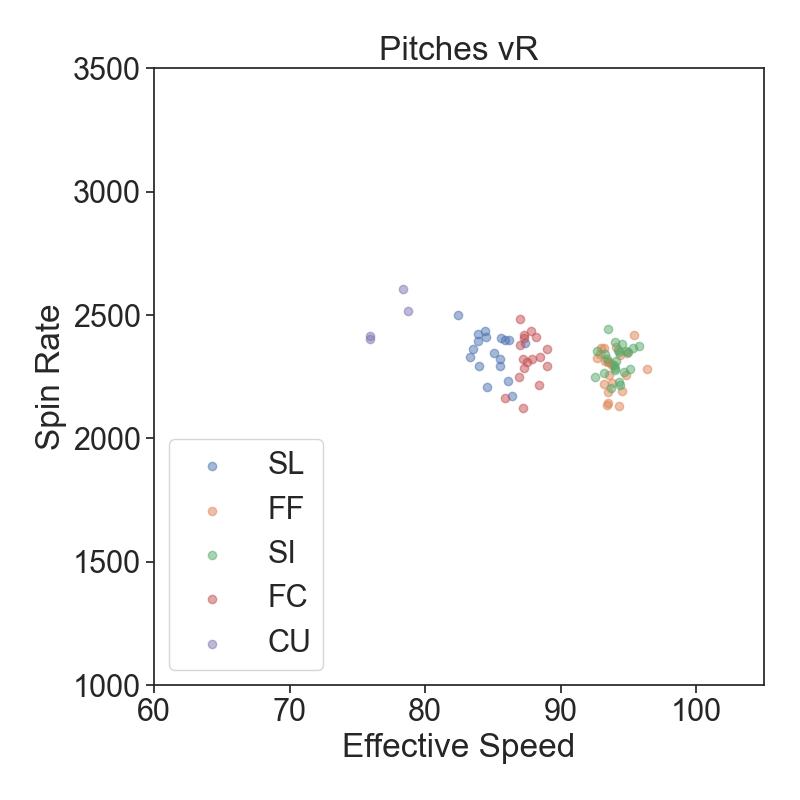 Pitches vR
3500
3000
2500
2000
1500
1000
Spin Rate
SL
FF
SI
FC
CU
60 70 80 90 100
Effective Speed